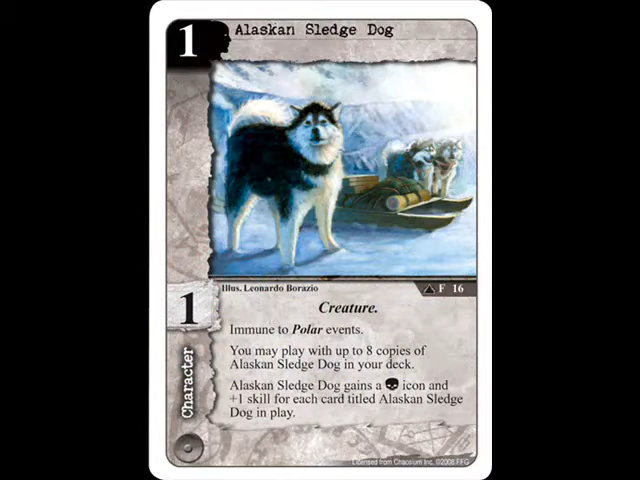 1
Alaskan Sledge Dog
Illus. Leonardo Borazio
F 16
1
Creature.
Immune to Polar events.
You may play with up to 8 copies of
Alaskan Sledge Dog in your deck.
Alaskan Sledge Dog gains a icon and
+1 skill for each card titled Alaskan Sledge
Dog in play.
Character
Licensed from Chaosium Inc. ©2008 FFG